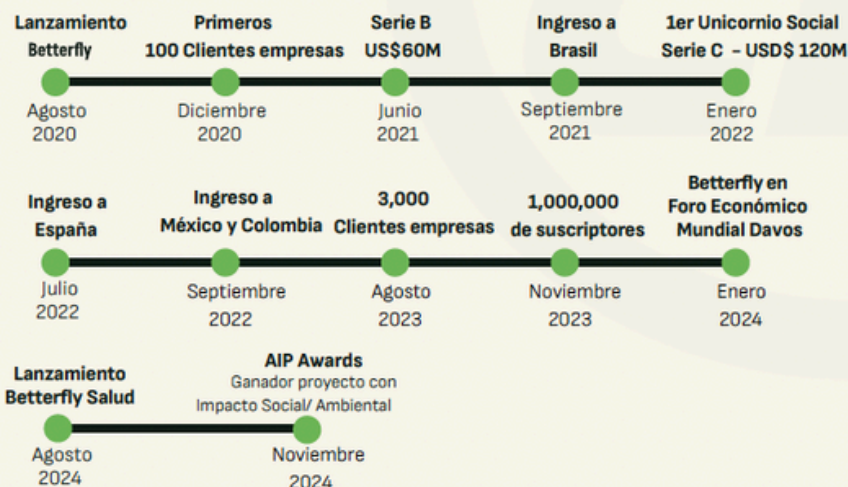 Lanzamiento
Betterfly
Agosto
2020
Primeros
100 Clientes empresas
Diciembre
2020
Serie B
US$60M
Junio
2021
Ingreso a
Brasil
Septiembre
2021
1er Unicornio Social
Serie C - USD$ 120M
Enero
2022
Ingreso a
España
Julio
2022
Ingreso a
México y Colombia
Septiembre
2022
3,000
Clientes empresas
Agosto
2023
1,000,000
de suscriptores
Noviembre
2023
Betterfly en
Foro Económico
Mundial Davos
Enero
2024
Lanzamiento
Betterfly Salud
Agosto
2024
AIP Awards
Ganador proyecto con
Impacto Social/ Ambiental
Noviembre
2024